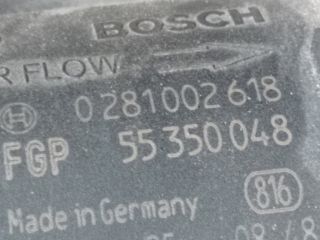 BOSCH
R FLOW
0 281 002 618
FGP 55 350 048
816
Made in Germany